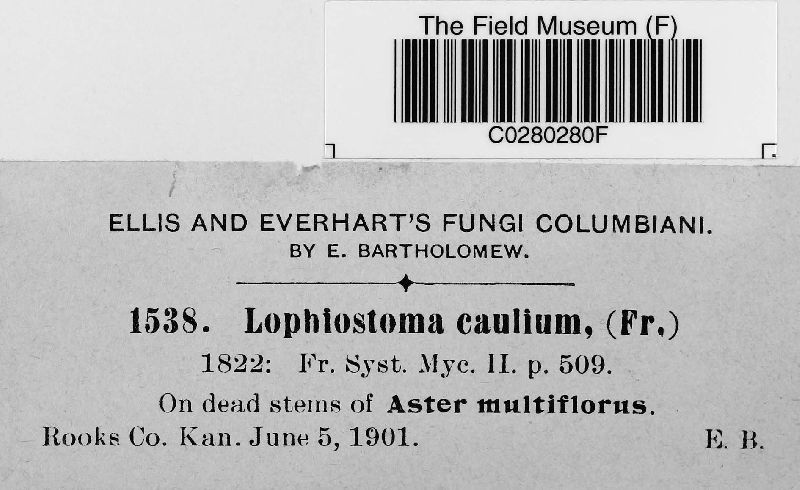 The Field Museum (F)
C0280280F
ELLIS AND EVERHART'S FUNGI COLUMBIANI.
BY E. BARTHOLOMEW.
1538. Lophiostoma caulium, (Fr.)
1822: Fr. Syst. Myc. II. p. 509.
On dead stems of Aster multiflorus.
Rooks Co. Kan. June 5, 1901. E. B.